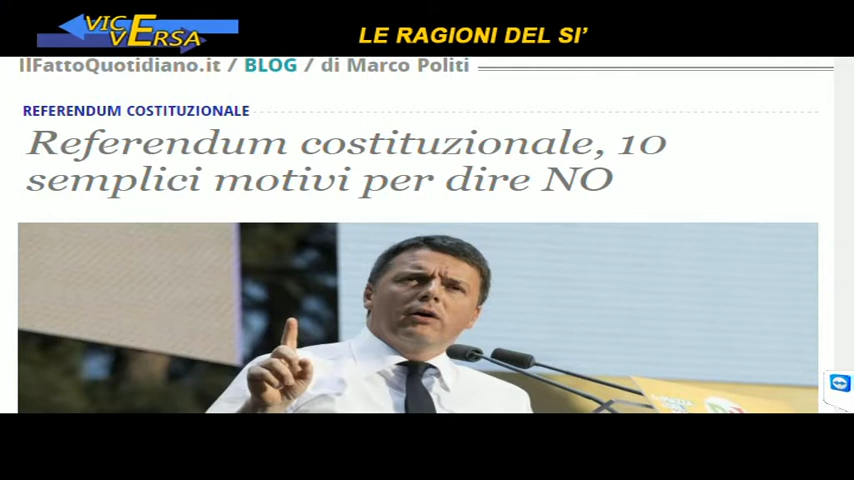 VICEVERSA
LE RAGIONI DEL SI’
IlFattoQuotidiano.it / BLOG / di Marco Politi
REFERENDUM COSTITUZIONALE
Referendum costituzionale, 10
semplici motivi per dire NO